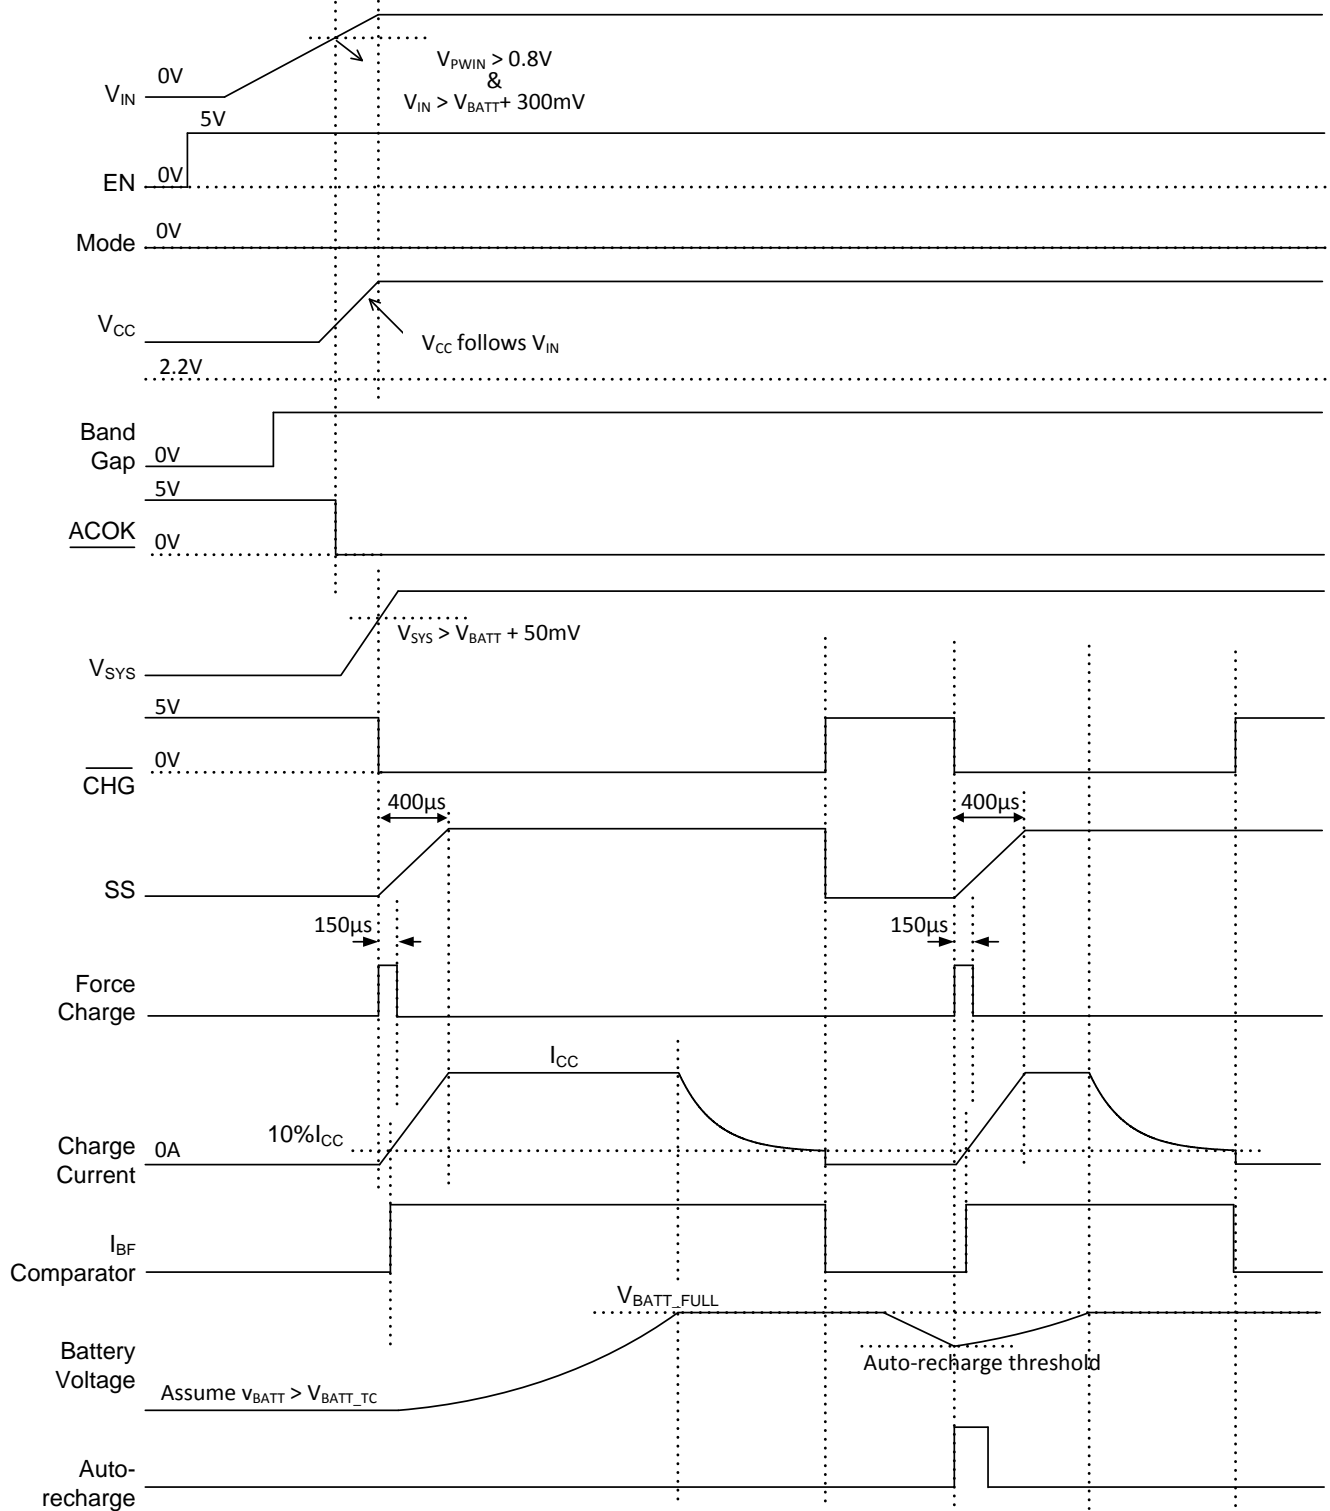 V_IN
0V
V_PWIN > 0.8V
&
V_IN > V_BATT + 300mV
5V
EN
0V
Mode
0V
V_CC
V_CC follows V_IN
2.2V
Band
Gap
0V
5V
ACOK
0V
V_SYS > V_BATT + 50mV
V_SYS
5V
0V
CHG
400µs
400µs
SS
150µs
150µs
Force
Charge
I_CC
10%I_CC
Charge
Current
0A
I_BF
Comparator
V_BATT_FULL
Battery
Voltage
Auto-recharge threshold
Assume v_BATT > V_BATT_TC
Auto-
recharge